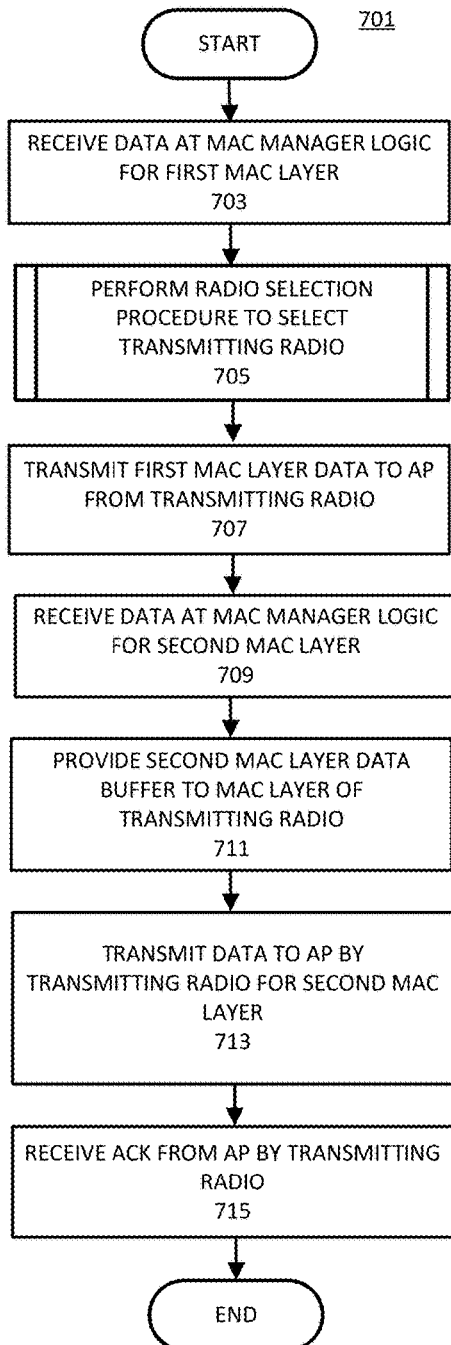 701
START
RECEIVE DATA AT MAC MANAGER LOGIC
FOR FIRST MAC LAYER
703
PERFORM RADIO SELECTION
PROCEDURE TO SELECT
TRANSMITTING RADIO
705
TRANSMIT FIRST MAC LAYER DATA TO AP
FROM TRANSMITTING RADIO
707
RECEIVE DATA AT MAC MANAGER LOGIC
FOR SECOND MAC LAYER
709
PROVIDE SECOND MAC LAYER DATA
BUFFER TO MAC LAYER OF
TRANSMITTING RADIO
711
TRANSMIT DATA TO AP BY
TRANSMITTING RADIO FOR SECOND MAC
LAYER
713
RECEIVE ACK FROM AP BY TRANSMITTING
RADIO
715
END